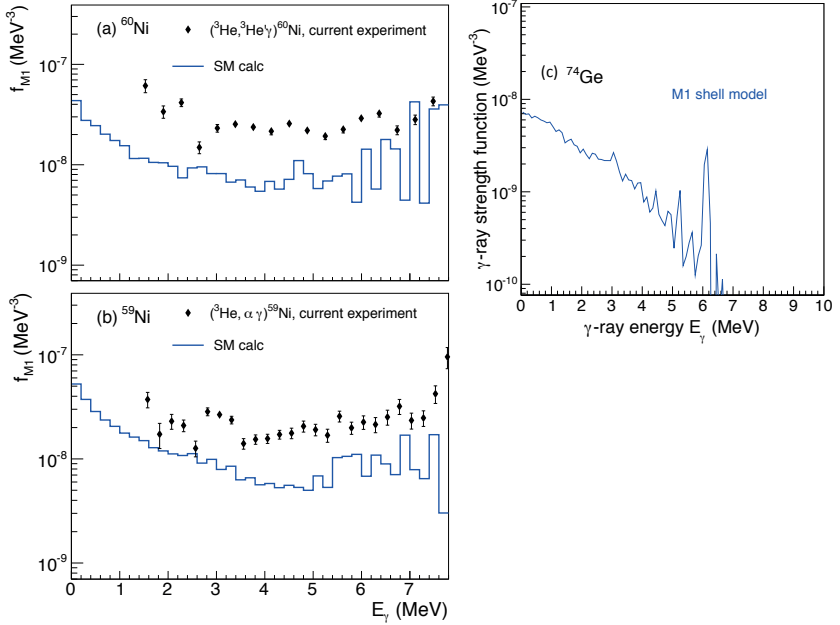 (a) ⁶⁰Ni
(³He,³He'γ)⁶⁰Ni, current experiment
SM calc
f_M1 (MeV⁻³)
10⁻⁷
10⁻⁸
10⁻⁹
(b) ⁵⁹Ni
(³He, α γ)⁵⁹Ni, current experiment
SM calc
f_M1 (MeV⁻³)
10⁻⁷
10⁻⁸
10⁻⁹
0 1 2 3 4 5 6 7
E_γ (MeV)
(c) ⁷⁴Ge
M1 shell model
γ-ray strength function (MeV⁻³)
10⁻⁷
10⁻⁸
10⁻⁹
10⁻¹⁰
0 1 2 3 4 5 6 7 8 9 10
γ-ray energy E_γ (MeV)